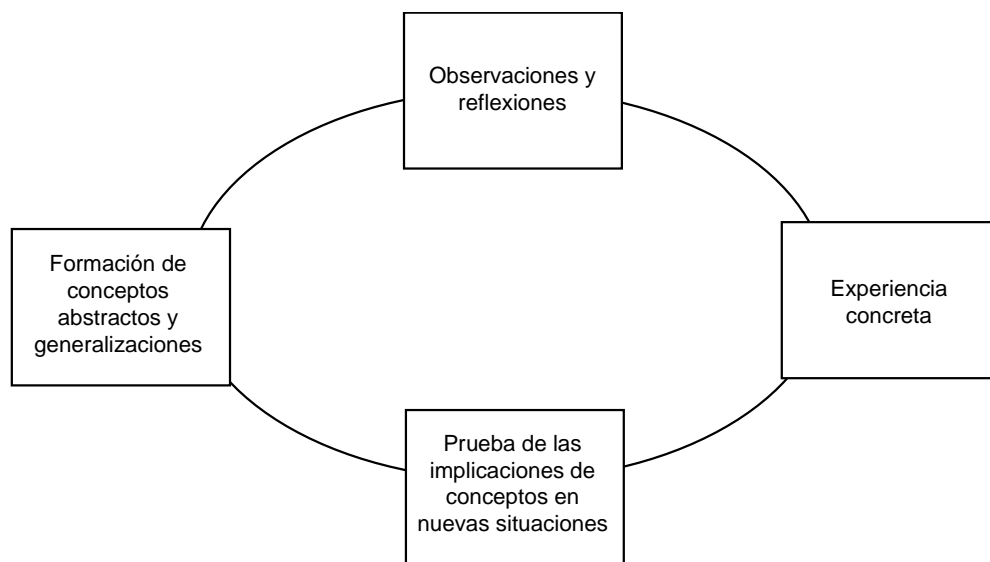 Observaciones y
reflexiones
Formación de
conceptos
abstractos y
generalizaciones
Experiencia
concreta
Prueba de las
implicaciones de
conceptos en
nuevas situaciones